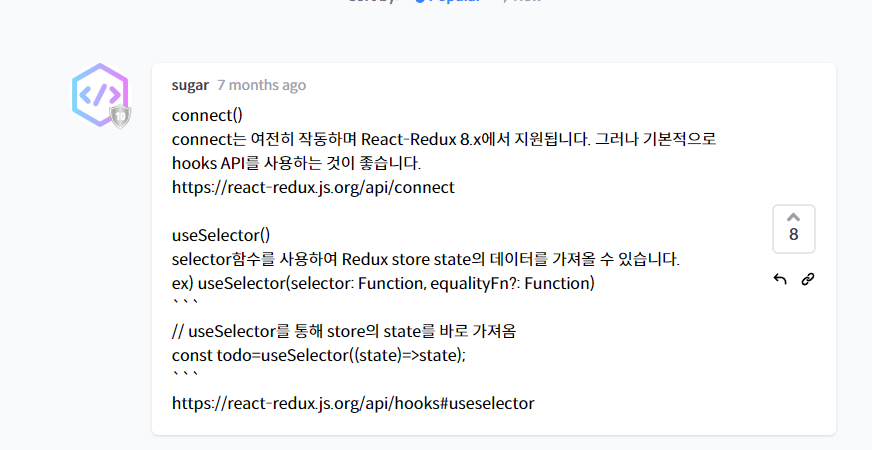 sugar 7 months ago
connect()
connect는 여전히 작동하며 React-Redux 8.x에서 지원됩니다. 그러나 기본적으로
hooks API를 사용하는 것이 좋습니다.
https://react-redux.js.org/api/connect
useSelector()
selector함수를 사용하여 Redux store state의 데이터를 가져올 수 있습니다.
8
ex) useSelector(selector: Function, equalityFn?: Function)
```
// useSelector를 통해 store의 state를 바로 가져옴
const todo=useSelector((state)=>state);
```
https://react-redux.js.org/api/hooks#useselector